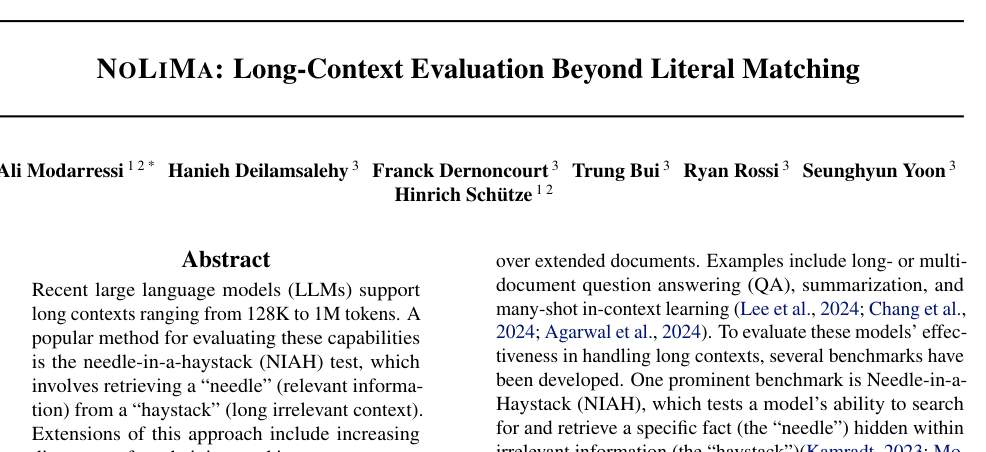 NOLIMA: Long-Context Evaluation Beyond Literal Matching
Ali Modarressi 1 2 * Hanieh Deilamsalehy 3 Franck Dernoncourt 3 Trung Bui 3 Ryan Rossi 3 Seunghyun Yoon 3
Hinrich Schütze 1 2
Abstract
Recent large language models (LLMs) support
long contexts ranging from 128K to 1M tokens. A
popular method for evaluating these capabilities
is the needle-in-a-haystack (NIAH) test, which
involves retrieving a “needle” (relevant informa-
tion) from a “haystack” (long irrelevant context).
Extensions of this approach include increasing
over extended documents. Examples include long- or multi-
document question answering (QA), summarization, and
many-shot in-context learning (Lee et al., 2024; Chang et al.,
2024; Agarwal et al., 2024). To evaluate these models’ effec-
tiveness in handling long contexts, several benchmarks have
been developed. One prominent benchmark is Needle-in-a-
Haystack (NIAH), which tests a model’s ability to search
for and retrieve a specific fact (the “needle”) hidden within
irrelevant information (the “haystack”)(Kamradt, 2023; Mo-